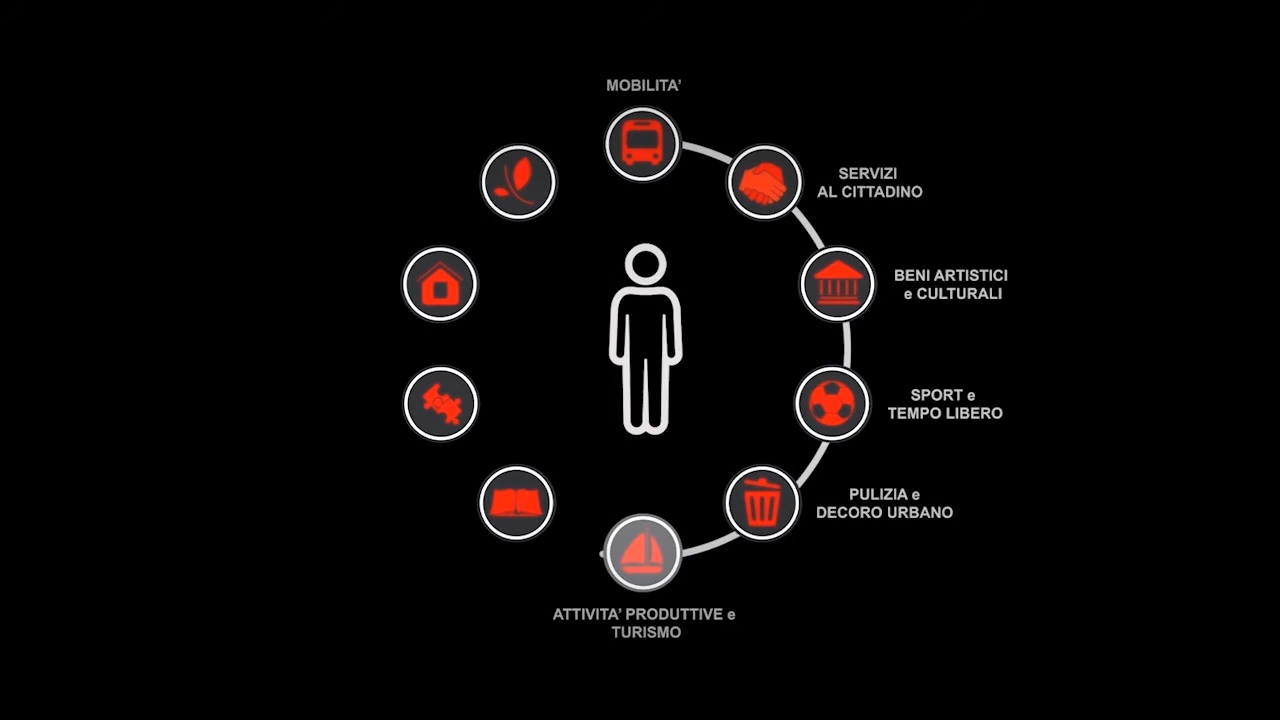 MOBILITA'
SERVIZI
AL CITTADINO
BENI ARTISTICI
e CULTURALI
SPORT e
TEMPO LIBERO
PULIZIA e
DECORO URBANO
ATTIVITA' PRODUTTIVE e
TURISMO